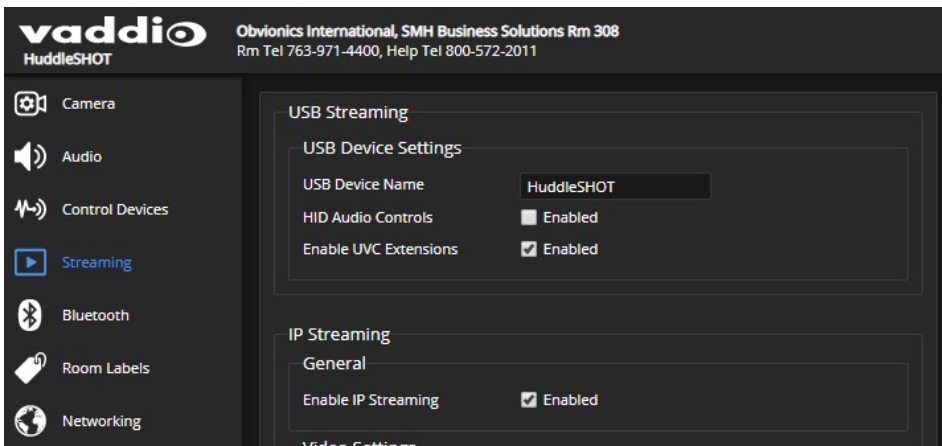 vaddio
HuddleSHOT
Obvionics International, SMH Business Solutions Rm 308
Rm Tel 763-971-4400, Help Tel 800-572-2011
Camera
Audio
Control Devices
Streaming
Bluetooth
Room Labels
Networking
USB Streaming
USB Device Settings
USB Device Name HuddleSHOT
HID Audio Controls Enabled
Enable UVC Extensions Enabled
IP Streaming
General
Enable IP Streaming Enabled
Video Settings